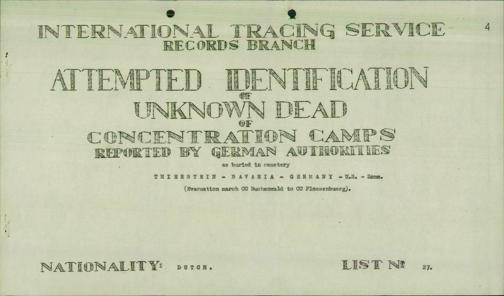 4
INTERNATIONAL TRACING SERVICE
RECORDS BRANCH
ATTEMPTED IDENTIFICATION
OF
UNKNOWN DEAD
OF
CONCENTRATION CAMPS
REPORTED BY GERMAN AUTHORITIES
as buried in cemetery
THIERSTEIN - BAVARIA - GERMANY - U.S. - Zone.
(Evacuation march CC Buchenwald to CC Flossenbuerg).
NATIONALITY: DUTCH.
LIST No 27.